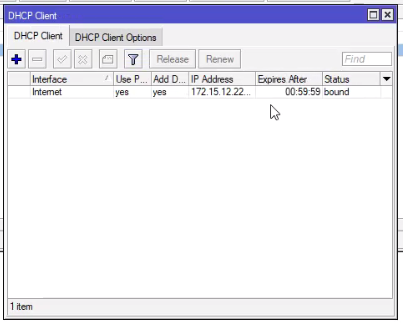 DHCP Client
DHCP Client DHCP Client Options
Release Renew Find
Interface Use P... Add D... IP Address Expires After Status
Internet yes yes 172.15.12.22... 00:59:59 bound
1 item